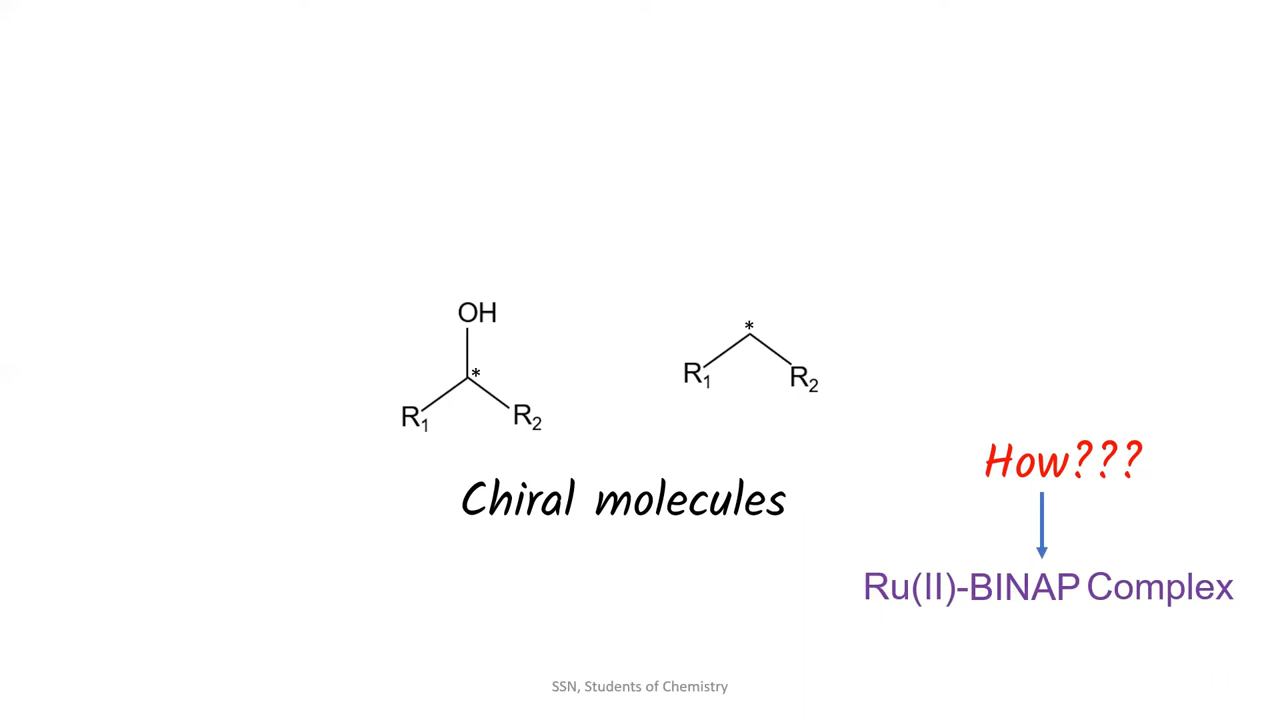 OH
*
*
R1
R2
R1
R2
How???
Chiral molecules
Ru(II)-BINAP Complex
SSN, Students of Chemistry